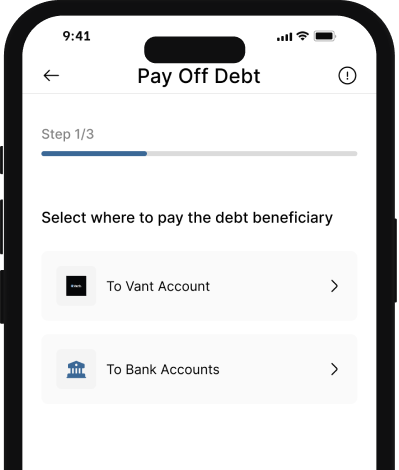 9:41
Pay Off Debt
Step 1/3
Select where to pay the debt beneficiary
To Vant Account
To Bank Accounts